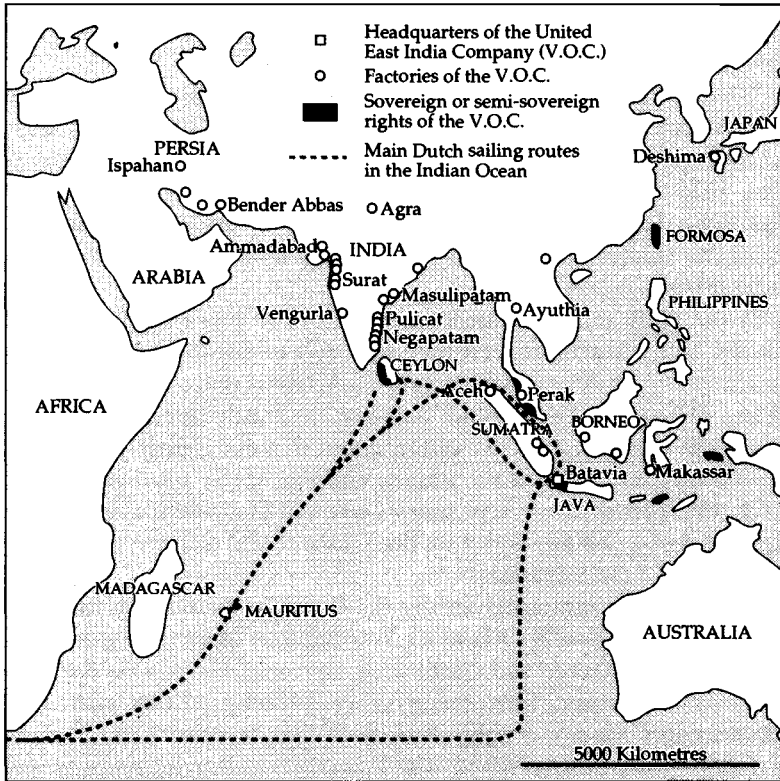 Headquarters of the United
East India Company (V.O.C.)
Factories of the V.O.C.
Sovereign or semi-sovereign
rights of the V.O.C.
Main Dutch sailing routes
in the Indian Ocean
JAPAN
PERSIA
Ispahan
Deshima
Bender Abbas
Agra
Ammadabad
INDIA
FORMOSA
ARABIA
Surat
Masulipatam
PHILIPPINES
Vengurla
Ayuthia
Pulicat
Negapatam
CEYLON
AFRICA
Aceh
Perak
SUMATRA
BORNEO
Batavia
Makassar
JAVA
MADAGASCAR
MAURITIUS
AUSTRALIA
5000 Kilometres